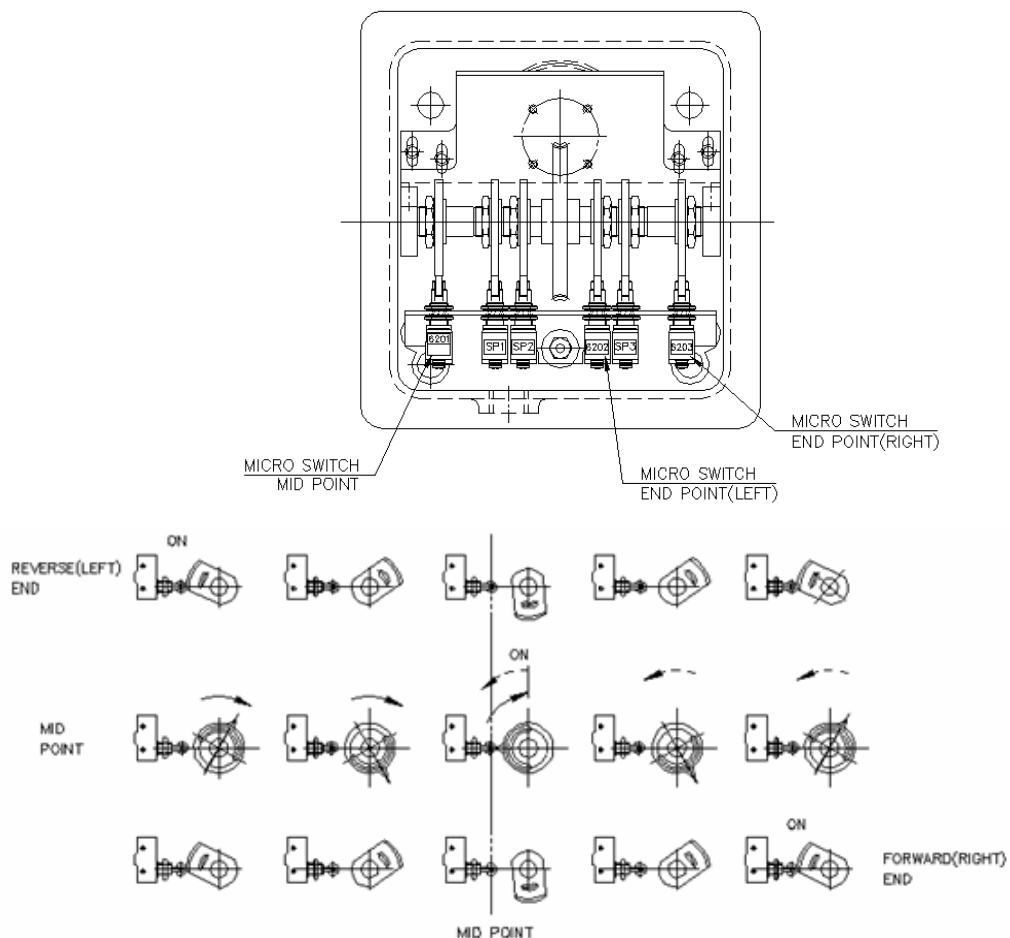 6201
SP1
SP2
6202
SP3
6203
MICRO SWITCH
END POINT(RIGHT)
MICRO SWITCH
MID POINT
MICRO SWITCH
END POINT(LEFT)
ON
REVERSE(LEFT)
END
ON
MID
POINT
ON
FORWARD(RIGHT)
END
MID POINT